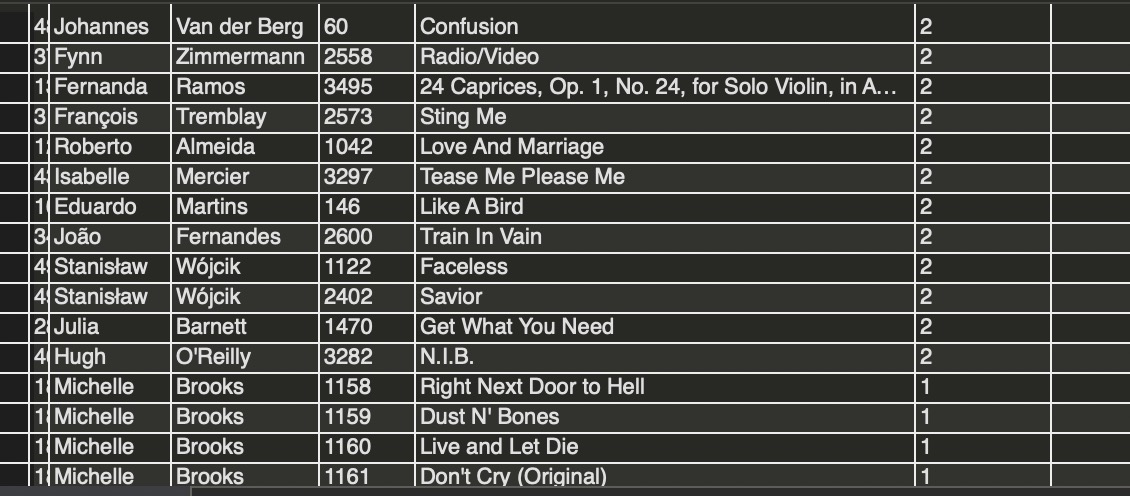 Johannes Van der Berg 60 Confusion 2
Fynn Zimmermann 2558 Radio/Video 2
Fernanda Ramos 3495 24 Caprices, Op. 1, No. 24, for Solo Violin, in A... 2
François Tremblay 2573 Sting Me 2
Roberto Almeida 1042 Love And Marriage 2
Isabelle Mercier 3297 Tease Me Please Me 2
Eduardo Martins 146 Like A Bird 2
João Fernandes 2600 Train In Vain 2
Stanisław Wójcik 1122 Faceless 2
Stanisław Wójcik 2402 Savior 2
Julia Barnett 1470 Get What You Need 2
Hugh O'Reilly 3282 N.I.B. 2
Michelle Brooks 1158 Right Next Door to Hell 1
Michelle Brooks 1159 Dust N' Bones 1
Michelle Brooks 1160 Live and Let Die 1
Michelle Brooks 1161 Don't Cry (Original) 1